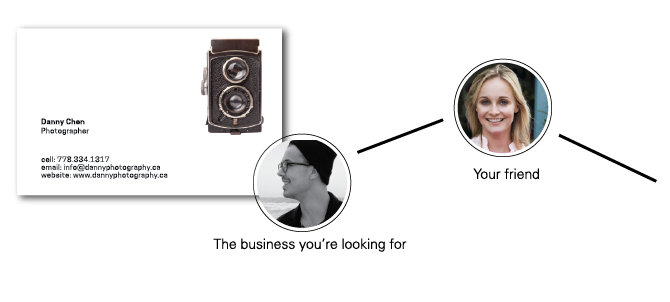 Danny Chen
Photographer
cell: 778.334.1317
email: info@dannyphotography.ca
website: www.dannyphotography.ca
The business you're looking for
Your friend